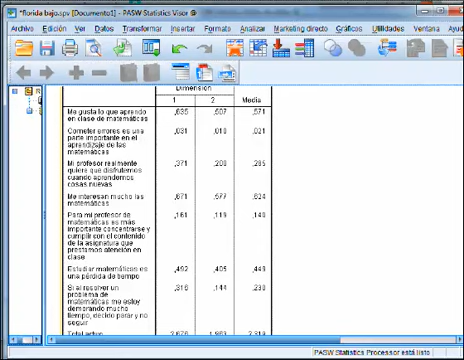 *florida bajo.spv [Documento1] - PASW Statistics Visor
Archivo Edición Ver Datos Transformar Insertar Formato Analizar Marketing directo Gráficos Utilidades Ventana Ayuda
Dimensión
1 2 Media
Me gusta lo que aprendo en clase de matemáticas ,635 ,507 ,571
Cometer errores es una parte importante en el aprendizaje de las matemáticas ,031 ,010 ,021
Mi profesor realmente quiere que disfrutemos cuando aprendemos cosas nuevas ,371 ,200 ,285
Me interesan mucho las matemáticas ,671 ,577 ,624
Para mi profesor de matemáticas es más importante concentrarse y cumplir con el contenido de la asignatura que prestamos atención en clase ,161 ,119 ,140
Estudiar matemáticas es una pérdida de tiempo ,492 ,405 ,449
Si al resolver un problema de matemáticas me estoy demorando mucho tiempo, decido parar y no seguir ,316 ,144 ,230
Total activo
PASW Statistics Processor está listo